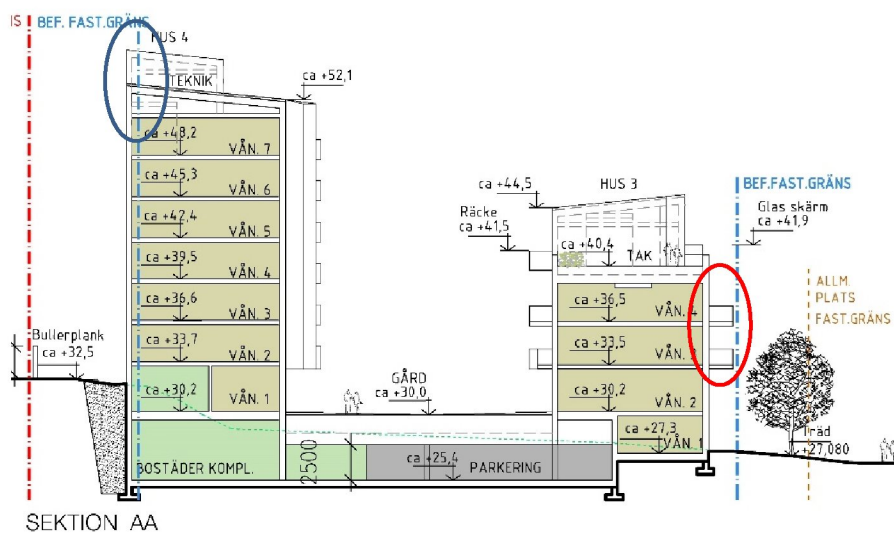 IS
BEF. FAST.GRÄNS
HUS 4
TEKNIK
ca +52,1
ca +48,2
VÅN. 7
ca +45,3
VÅN. 6
ca +42,4
VÅN. 5
ca +39,5
VÅN. 4
ca +36,6
VÅN. 3
ca +33,7
VÅN. 2
ca +30,2
VÅN. 1
Bullerplank
ca +32,5
BOSTÄDER KOMPL.
2500
GÅRD
ca +30,0
ca +25,4
PARKERING
ca +44,5
HUS 3
Räcke
ca +41,5
ca +40,4
TAK
ca +36,5
VÅN. 4
ca +33,5
VÅN. 3
ca +30,2
VÅN. 2
ca +27,3
VÅN. 1
BEF.FAST.GRÄNS
Glas skärm
ca +41,9
ALLM.
PLATS
FAST.GRÄNS
träd
+27,080
SEKTION AA